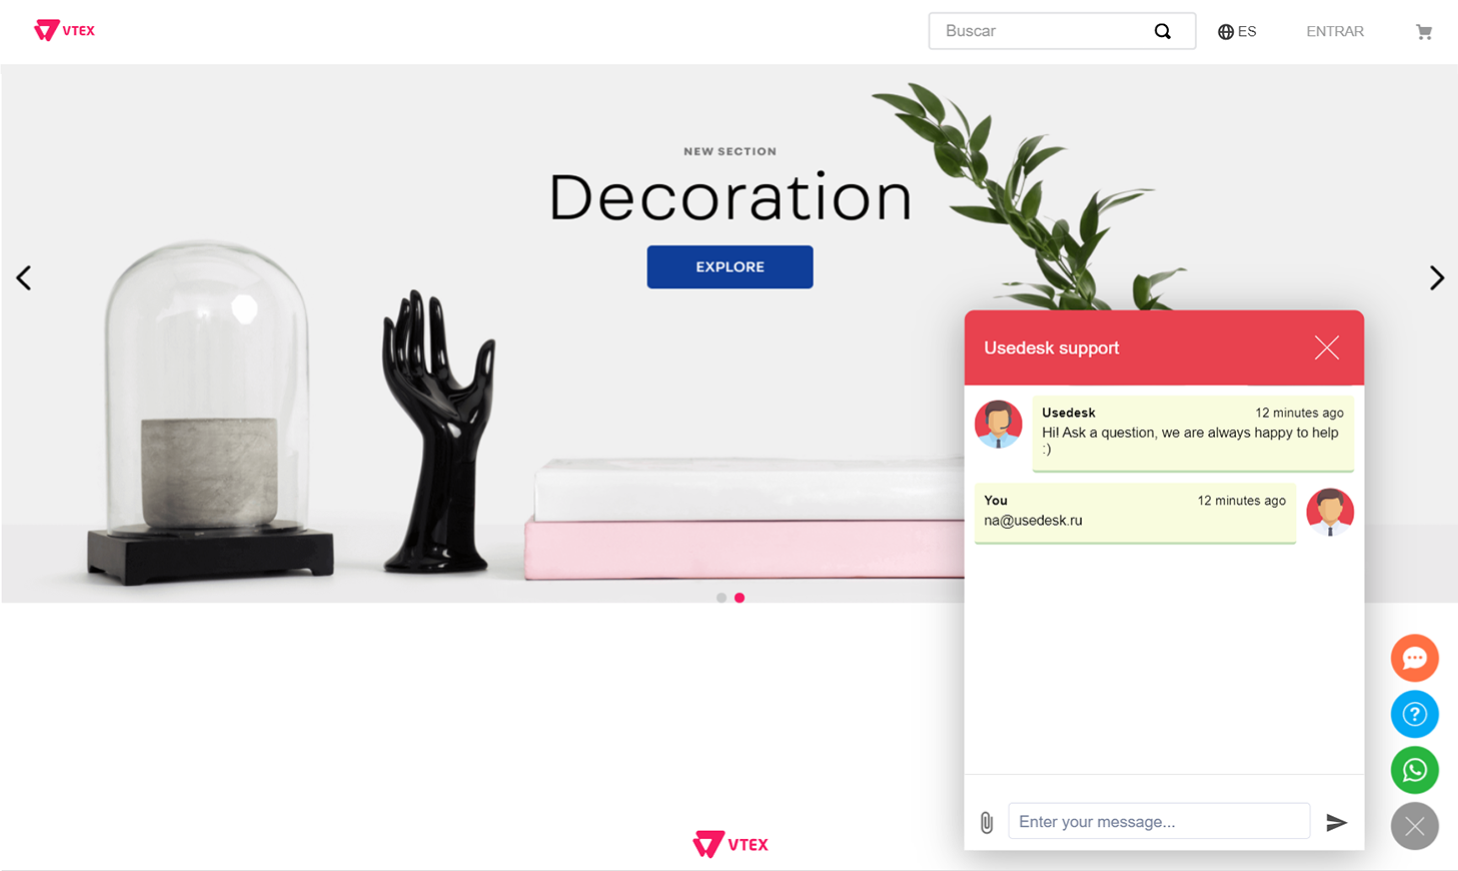 VTEX
Buscar
ES
ENTRAR
NEW SECTION
Decoration
EXPLORE
Usedesk support
Usedesk 12 minutes ago
Hi! Ask a question, we are always happy to help
:)
You 12 minutes ago
na@usedesk.ru
Enter your message...
VTEX